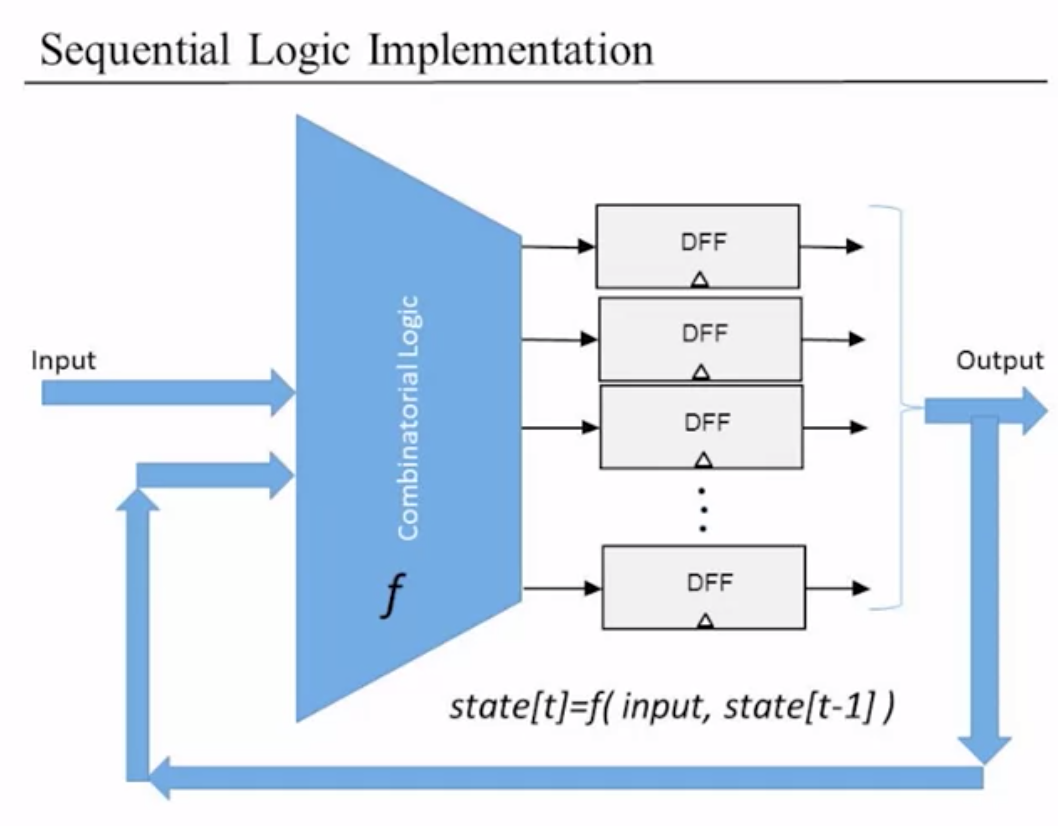 Sequential Logic Implementation
Input
Combinatorial Logic
f
DFF
DFF
DFF
DFF
Output
state[t]=f( input, state[t-1] )